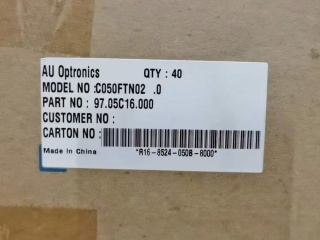 AU Optronics QTY : 40
MODEL NO :C050FTN02 .0
PART NO : 97.05C16.000
CUSTOMER NO :
CARTON NO :
Made in China *R16-8524-050B-8000*